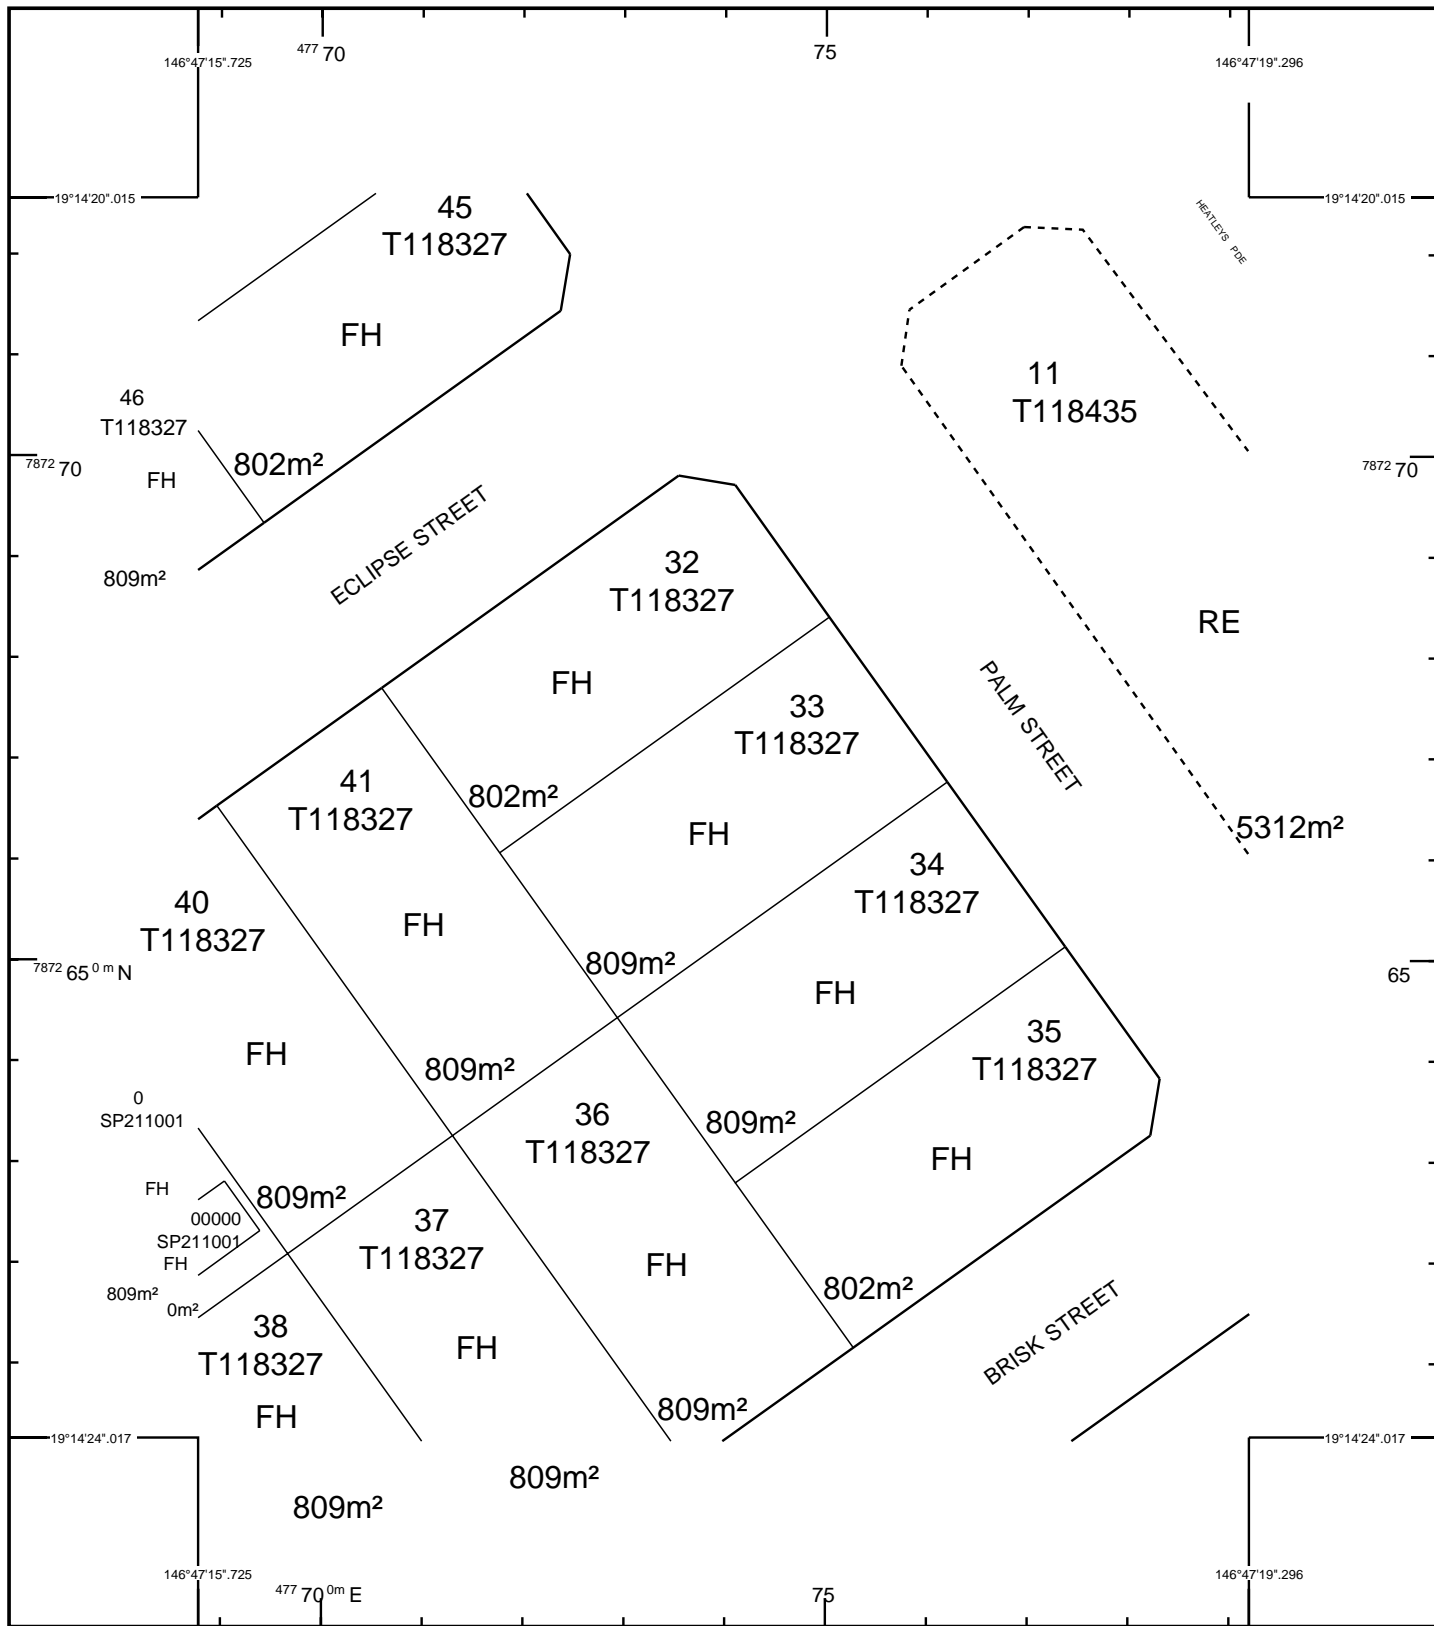 477 70
75
146°47'15".725
146°47'19".296
19°14'20".015
19°14'20".015
HEATLEYS PDE
45
T118327
FH
11
T118435
46
T118327
FH
802m²
7872 70
7872 70
ECLIPSE STREET
809m²
32
T118327
FH
RE
PALM STREET
33
T118327
FH
41
T118327
FH
802m²
5312m²
34
T118327
FH
40
T118327
FH
809m²
7872 65 0 m N
65
35
T118327
FH
809m²
809m²
36
T118327
FH
0
SP211001
FH
00000
SP211001
FH
809m²
0m²
809m²
37
T118327
FH
802m²
BRISK STREET
38
T118327
FH
809m²
19°14'24".017
19°14'24".017
809m²
809m²
146°47'15".725
146°47'19".296
477 70 0m E
75